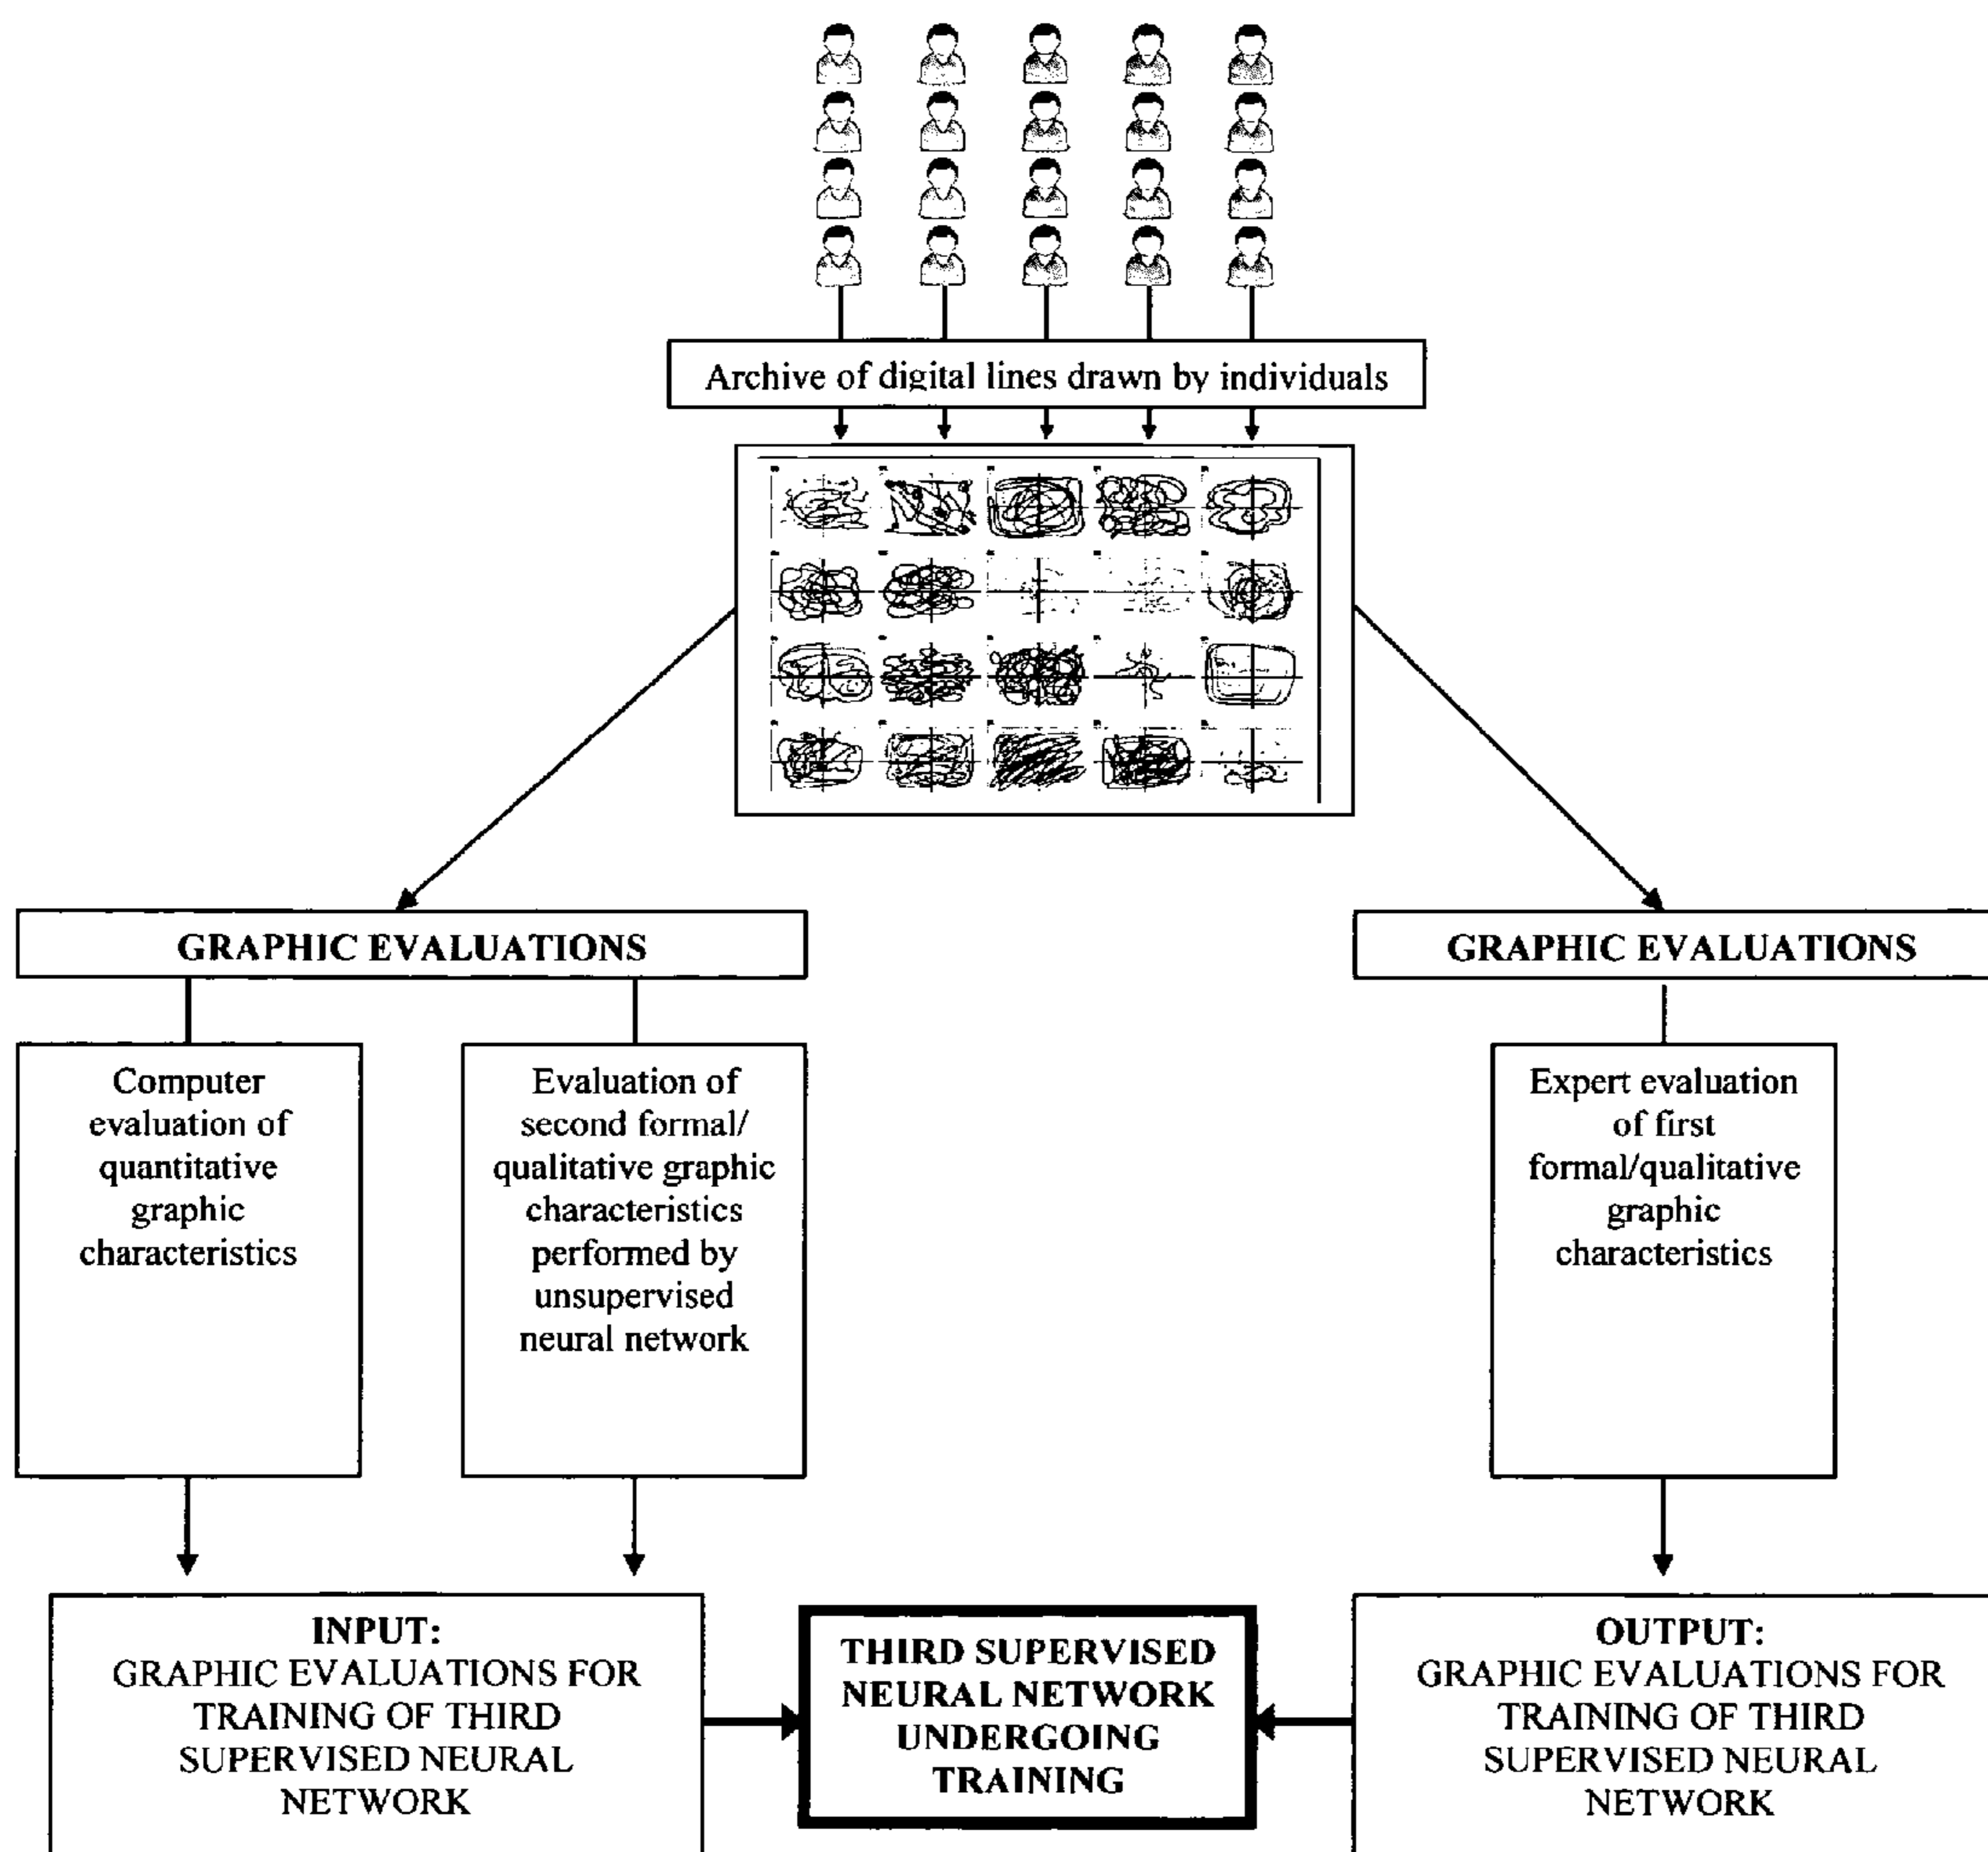 Archive of digital lines drawn by individuals
GRAPHIC EVALUATIONS
Computer
evaluation of
quantitative
graphic
characteristics
Evaluation of
second formal/
qualitative graphic
characteristics
performed by
unsupervised
neural network
GRAPHIC EVALUATIONS
Expert evaluation
of first
formal/qualitative
graphic
characteristics
INPUT:
GRAPHIC EVALUATIONS FOR
TRAINING OF THIRD
SUPERVISED NEURAL
NETWORK
THIRD SUPERVISED
NEURAL NETWORK
UNDERGOING
TRAINING
OUTPUT:
GRAPHIC EVALUATIONS FOR
TRAINING OF THIRD
SUPERVISED NEURAL
NETWORK